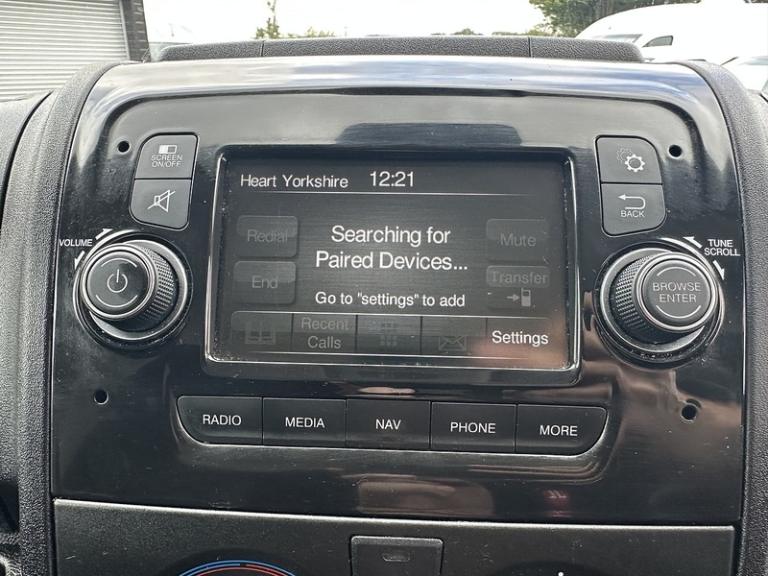 SCREEN
ON/OFF
VOLUME
Heart Yorkshire 12:21
Redial
Searching for
Paired Devices...
Mute
End
Transfer
Go to "settings" to add
Recent
Calls
Settings
BACK
TUNE
SCROLL
BROWSE
ENTER
RADIO
MEDIA
NAV
PHONE
MORE